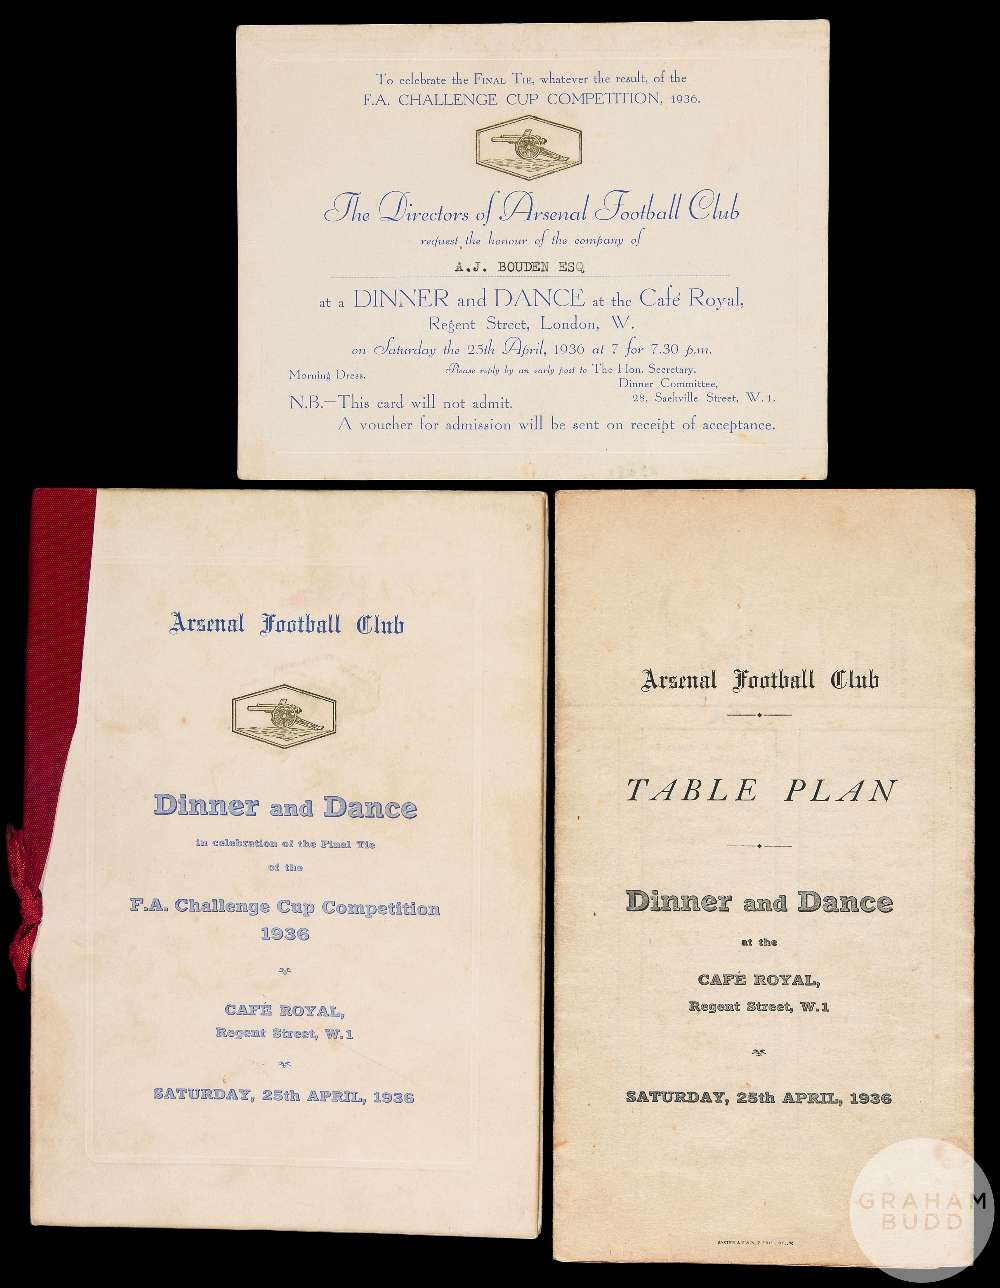 To celebrate the Final Tie, whatever the result, of the
F.A. CHALLENGE CUP COMPETITION, 1936.
The Directors of Arsenal Football Club
request the honour of the company of
A.J. BOUDEN ESQ
at a DINNER and DANCE at the Café Royal,
Regent Street, London, W.
on Saturday the 25th April, 1936 at 7 for 7.30 p.m.
Morning Dress.
Please reply by an early post to The Hon. Secretary.
Dinner Committee,
28, Sackville Street, W.1.
N.B.—This card will not admit.
A voucher for admission will be sent on receipt of acceptance.
Arsenal Football Club
Dinner and Dance
in celebration of the Final Tie
of the
F.A. Challenge Cup Competition
1936
CAFÉ ROYAL,
Regent Street, W.1
SATURDAY, 25th APRIL, 1936
Arsenal Football Club
TABLE PLAN
Dinner and Dance
at the
CAFÉ ROYAL,
Regent Street, W.1
SATURDAY, 25th APRIL, 1936
GRAHAM
BUDD